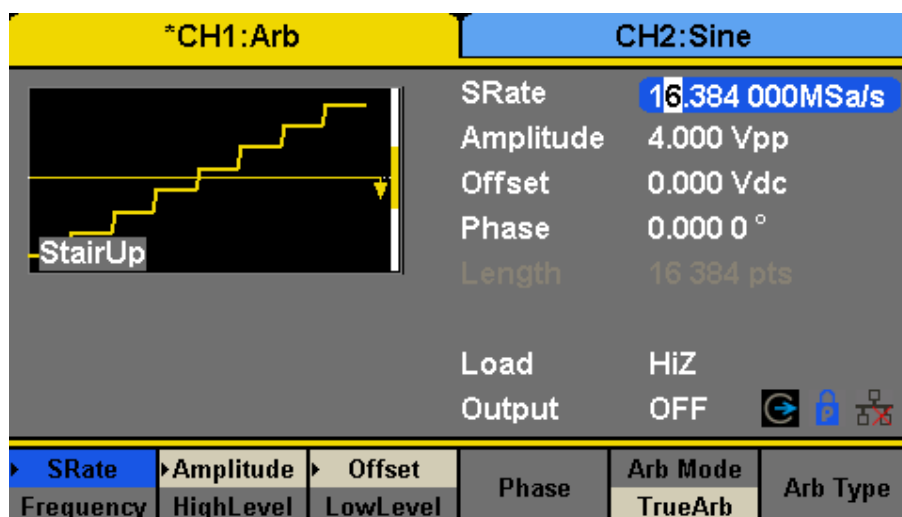 *CH1:Arb CH2:Sine
StairUp
SRate 16.384 000MSa/s
Amplitude 4.000 Vpp
Offset 0.000 Vdc
Phase 0.000 0 °
Length 16 384 pts
Load HiZ
Output OFF
P
SRate Amplitude Offset Phase Arb Mode Arb Type
Frequency HighLevel LowLevel TrueArb